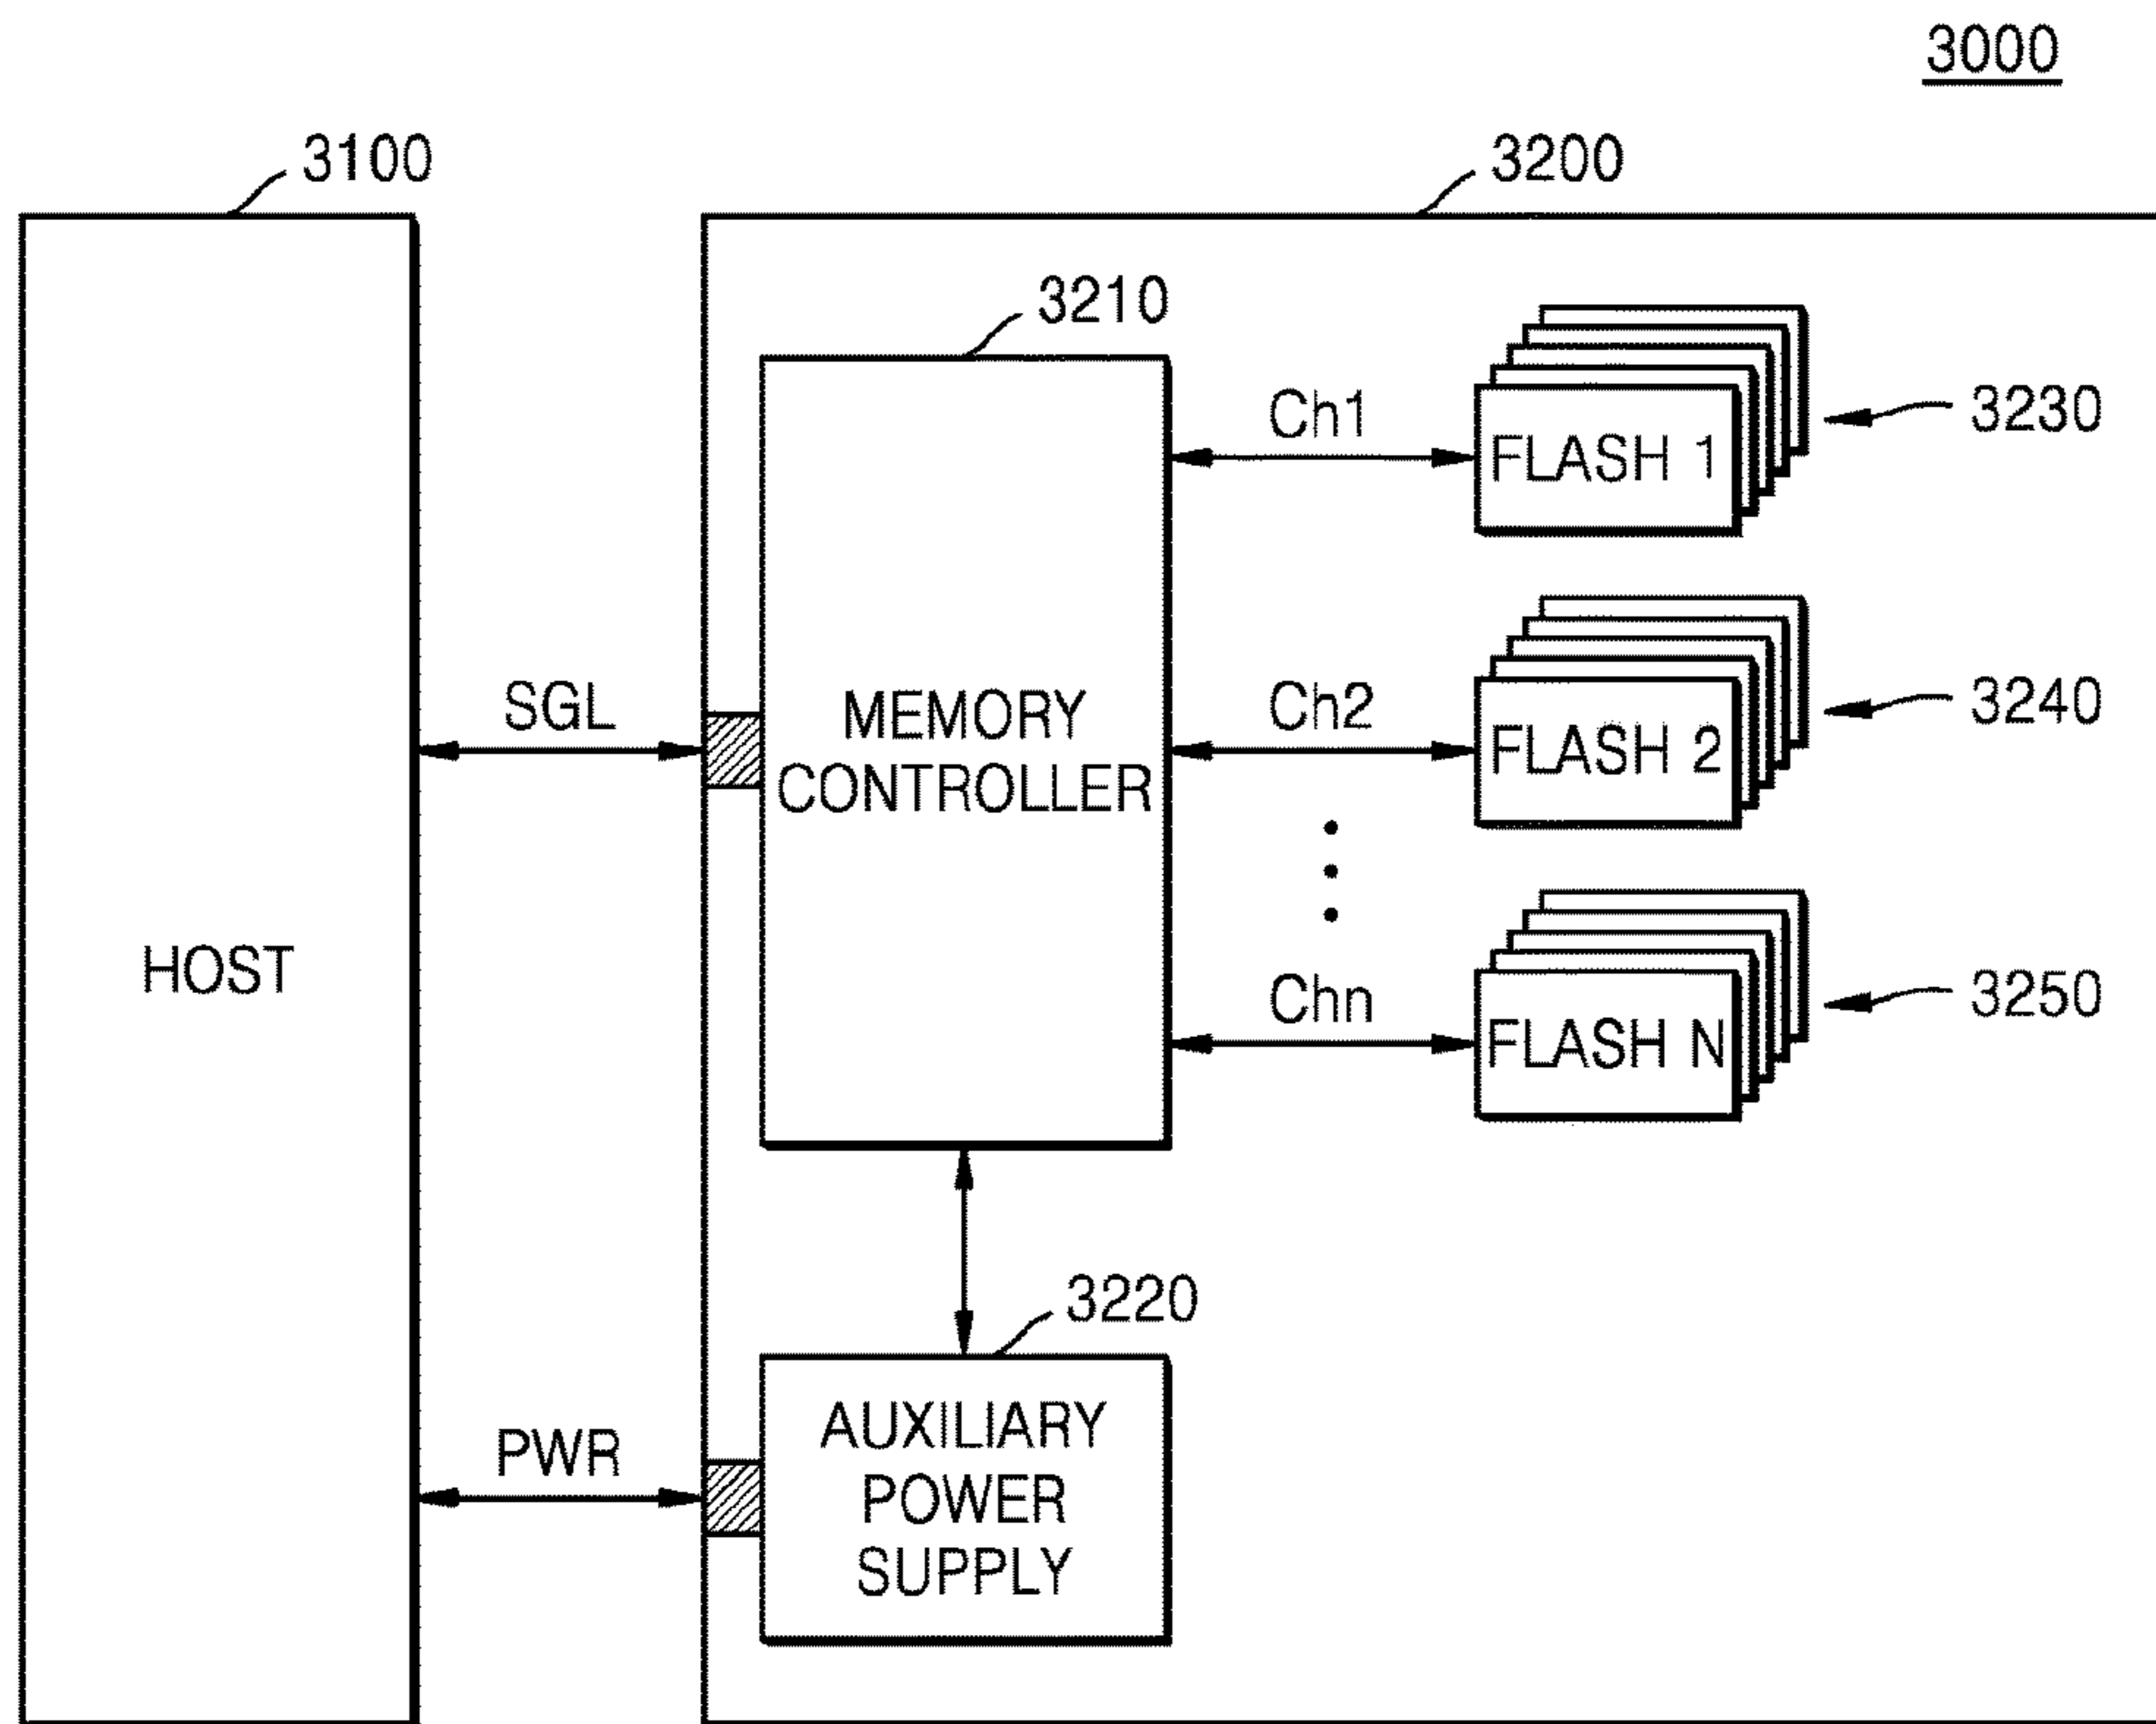 3000
3100
3200
3210
Ch1
FLASH 1
3230
SGL
MEMORY
CONTROLLER
Ch2
FLASH 2
3240
HOST
Chn
FLASH N
3250
3220
PWR
AUXILIARY
POWER
SUPPLY